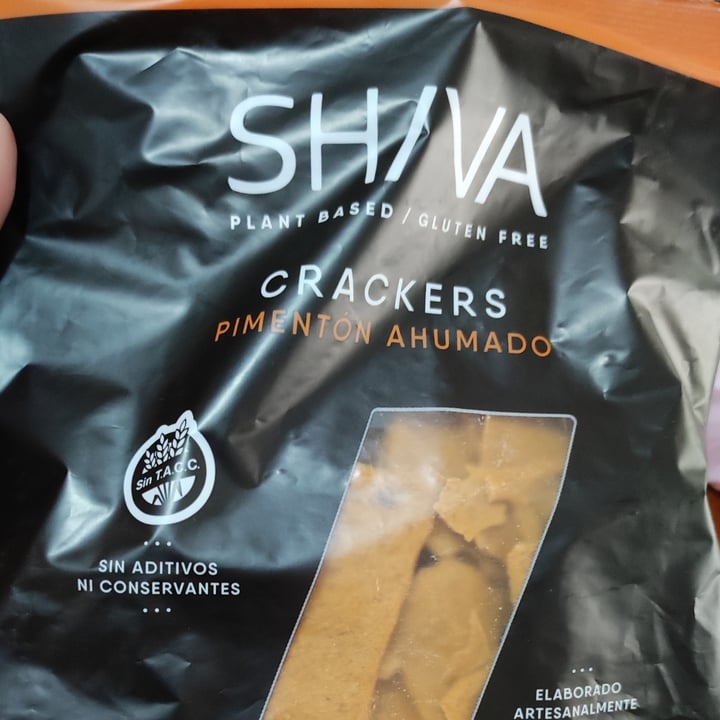 SHIVA
PLANT BASED / GLUTEN FREE
CRACKERS
PIMENTÓN AHUMADO
Sin T.A.C.C.
SIN ADITIVOS
NI CONSERVANTES
ELABORADO
ARTESANALMENTE